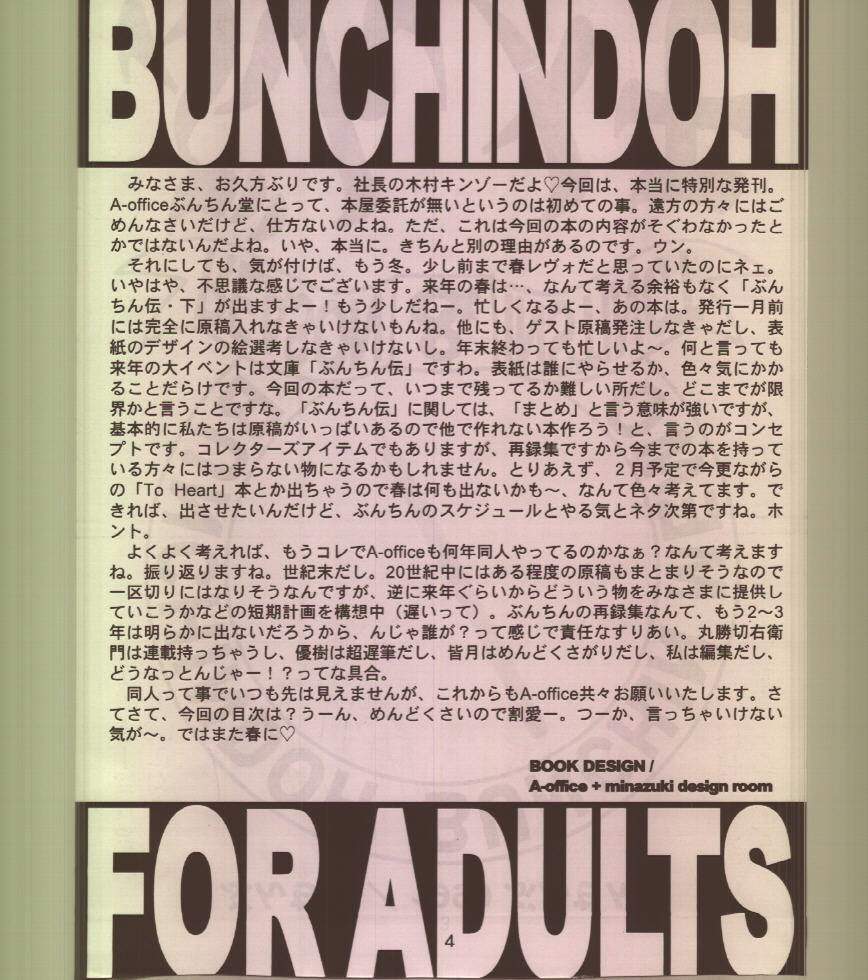 BUNCHINDOH
みなさま、お久方ぶりです。社長の木村キンゾーだよ♡今回は、本当に特別な発刊。
A-officeぶんちん堂にとって、本屋委託が無いというのは初めての事。遠方の方々にはご
めんなさいだけど、仕方ないのよね。ただ、これは今回の本の内容がそぐわなかったと
かではないんだよね。いや、本当に。きちんと別の理由があるのです。ウン。
それにしても、気が付けば、もう冬。少し前まで春レヴォだと思っていたのにネェ。
いやはや、不思議な感じでございます。来年の春は…、なんて考える余裕もなく「ぶん
ちん伝・下」が出ますよー！もう少しだねー。忙しくなるよー、あの本は。発行一月前
には完全に原稿入れなきゃいけないもんね。他にも、ゲスト原稿発注しなきゃだし、表
紙のデザインの絵選考しなきゃいけないし。年末終わっても忙しいよ〜。何と言っても
来年の大イベントは文庫「ぶんちん伝」ですわ。表紙は誰にやらせるか、色々気にかか
ることだらけです。今回の本だって、いつまで残ってるか難しい所だし。どこまでが限
界かと言うことですな。「ぶんちん伝」に関しては、「まとめ」と言う意味が強いですが、
基本的に私たちは原稿がいっぱいあるので他で作れない本作ろう！と、言うのがコンセ
プトです。コレクターズアイテムでもありますが、再録集ですから今までの本を持って
いる方々にはつまらない物になるかもしれません。とりあえず、２月予定で今更ながら
の「To Heart」本とか出ちゃうので春は何も出ないかも〜、なんて色々考えてます。で
きれば、出させたいんだけど、ぶんちんのスケジュールとやる気とネタ次第ですね。ホ
ント。
よくよく考えれば、もうコレでA-officeも何年同人やってるのかなぁ？なんて考えます
ね。振り返りますね。世紀末だし。20世紀中にはある程度の原稿もまとまりそうなので
一区切りにはなりそうなんですが、逆に来年ぐらいからどういう物をみなさまに提供し
ていこうかなどの短期計画を構想中（遅いって）。ぶんちんの再録集なんて、もう2〜3
年は明らかに出ないだろうから、んじゃ誰が？って感じで責任なすりあい。丸勝切右衛
門は連載持っちゃうし、優樹は超遅筆だし、皆月はめんどくさがりだし、私は編集だし、
どうなっとんじゃー！？ってな具合。
同人って事でいつも先は見えませんが、これからもA-office共々お願いいたします。さ
てさて、今回の目次は？うーん、めんどくさいので割愛ー。つーか、言っちゃいけない
気が〜。ではまた春に♡
BOOK DESIGN /
A-office + minazuki design room
FOR ADULTS
4